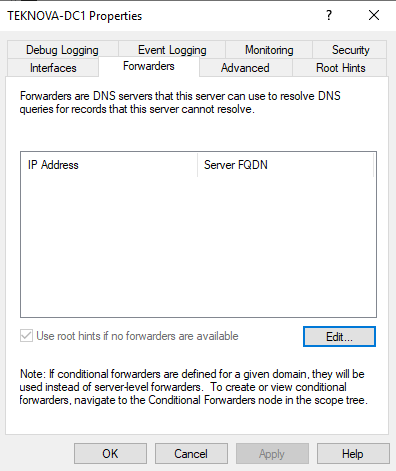 TEKNOVA-DC1 Properties
Debug Logging
Event Logging
Monitoring
Security
Interfaces
Forwarders
Advanced
Root Hints
Forwarders are DNS servers that this server can use to resolve DNS
queries for records that this server cannot resolve.
IP Address
Server FQDN
Use root hints if no forwarders are available
Edit...
Note: If conditional forwarders are defined for a given domain, they will be
used instead of server-level forwarders. To create or view conditional
forwarders, navigate to the Conditional Forwarders node in the scope tree.
OK
Cancel
Apply
Help